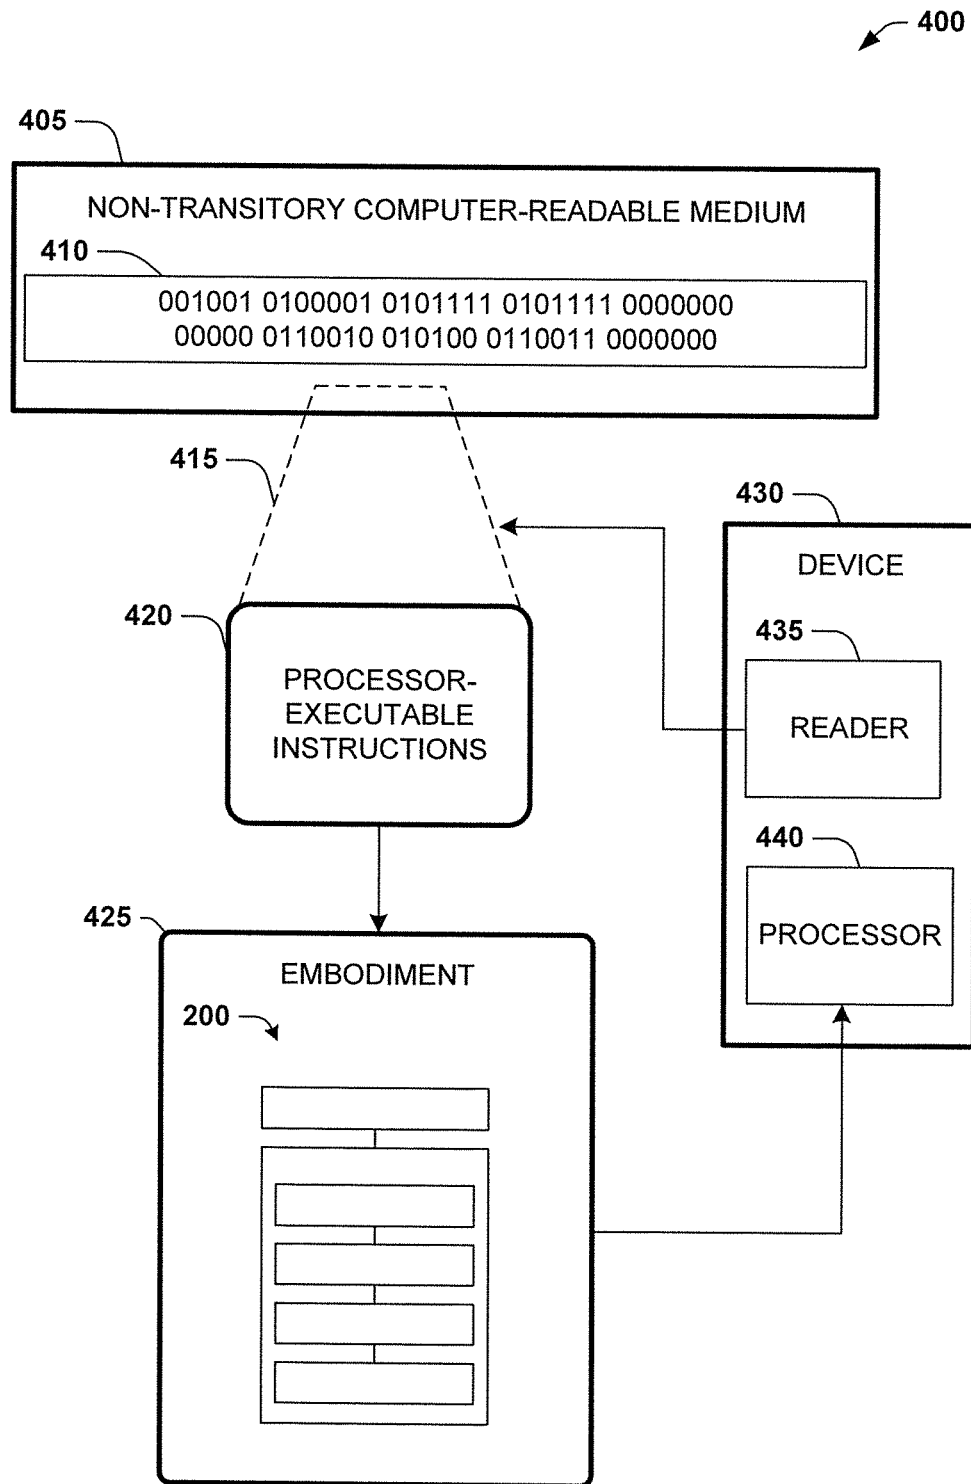 400
405
NON-TRANSITORY COMPUTER-READABLE MEDIUM
410
001001 0100001 0101111 0101111 0000000
00000 0110010 010100 0110011 0000000
415
430
DEVICE
420
435
PROCESSOR-
EXECUTABLE
INSTRUCTIONS
READER
440
PROCESSOR
425
EMBODIMENT
200